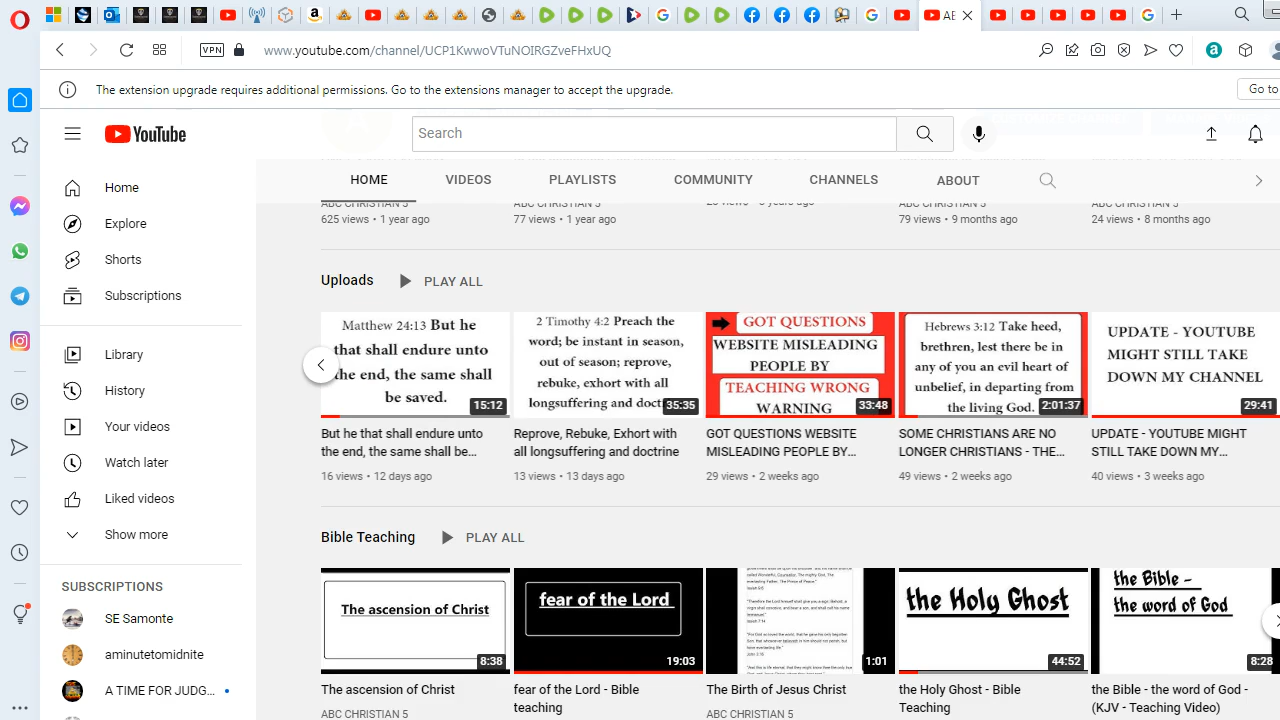 AE
VPN
www.youtube.com/channel/UCP1KwwoVTuNOIRGZveFHxUQ
The extension upgrade requires additional permissions. Go to the extensions manager to accept the upgrade.
Go to
YouTube
Search
HOME
VIDEOS
PLAYLISTS
COMMUNITY
CHANNELS
ABOUT
Home
Explore
Shorts
Subscriptions
Library
History
Your videos
Watch later
Liked videos
Show more
SUBSCRIPTIONS
SE Samonte
aminutetomidnite
A TIME FOR JUDG...
ABC CHRISTIAN 5
625 views • 1 year ago
77 views • 1 year ago
ABC CHRISTIAN 5
79 views • 9 months ago
24 views • 8 months ago
Uploads
PLAY ALL
Matthew 24:13 But he
that shall endure unto
the end, the same shall
be saved.
15:12
But he that shall endure unto
the end, the same shall be...
16 views • 12 days ago
2 Timothy 4:2 Preach the
word; be instant in season,
out of season; reprove,
rebuke, exhort with all
longsuffering and doct
35:35
Reprove, Rebuke, Exhort with
all longsuffering and doctrine
13 views • 13 days ago
GOT QUESTIONS
WEBSITE MISLEADING
PEOPLE BY
TEACHING WRONG
WARNING
33:48
GOT QUESTIONS WEBSITE
MISLEADING PEOPLE BY...
29 views • 2 weeks ago
Hebrews 3:12 Take heed,
brethren, lest there be in
any of you an evil heart of
unbelief, in departing from
the living God.
2:01:37
SOME CHRISTIANS ARE NO
LONGER CHRISTIANS - THE...
49 views • 2 weeks ago
UPDATE - YOUTUBE
MIGHT STILL TAKE
DOWN MY CHANNEL
29:41
UPDATE - YOUTUBE MIGHT
STILL TAKE DOWN MY...
40 views • 3 weeks ago
Bible Teaching
PLAY ALL
The ascension of Christ
8:38
The ascension of Christ
ABC CHRISTIAN 5
fear of the Lord
19:03
fear of the Lord - Bible
teaching
1:01
The Birth of Jesus Christ
ABC CHRISTIAN 5
the Holy Ghost
44:52
the Holy Ghost - Bible
Teaching
the Bible -
the word of God
the Bible - the word of God -
(KJV - Teaching Video)